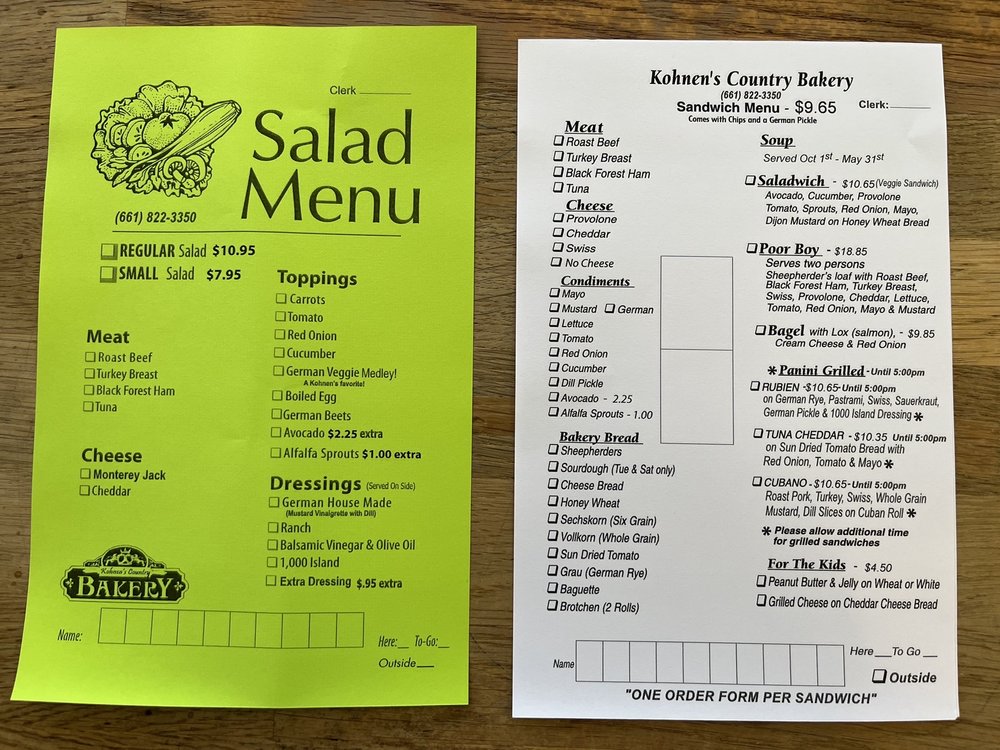 Clerk
Salad
Menu
(661) 822-3350
REGULAR Salad $10.95
SMALL Salad $7.95
Meat
Roast Beef
Turkey Breast
Black Forest Ham
Tuna
Cheese
Monterey Jack
Cheddar
Toppings
Carrots
Tomato
Red Onion
Cucumber
German Veggie Medley!
A Kohnen's favorite!
Boiled Egg
German Beets
Avocado $2.25 extra
Alfalfa Sprouts $1.00 extra
Dressings (Served On Side)
German House Made
(Mustard Vinaigrette with Dill)
Ranch
Balsamic Vinegar & Olive Oil
1,000 Island
Extra Dressing $.95 extra
Kohnen's Country
BAKERY
Name:
Here:__ To-Go:__
Outside___
Kohnen's Country Bakery
(661) 822-3350
Sandwich Menu - $9.65
Clerk:
Comes with Chips and a German Pickle
Meat
Roast Beef
Turkey Breast
Black Forest Ham
Tuna
Cheese
Provolone
Cheddar
Swiss
No Cheese
Condiments
Mayo
Mustard German
Lettuce
Tomato
Red Onion
Cucumber
Dill Pickle
Avocado - 2.25
Alfalfa Sprouts - 1.00
Bakery Bread
Sheepherders
Sourdough (Tue & Sat only)
Cheese Bread
Honey Wheat
Sechskorn (Six Grain)
Vollkorn (Whole Grain)
Sun Dried Tomato
Grau (German Rye)
Baguette
Brotchen (2 Rolls)
Soup
Served Oct 1st - May 31st
Saladwich - $10.65 (Veggie Sandwich)
Avocado, Cucumber, Provolone
Tomato, Sprouts, Red Onion, Mayo,
Dijon Mustard on Honey Wheat Bread
Poor Boy - $18.85
Serves two persons
Sheepherder's loaf with Roast Beef,
Black Forest Ham, Turkey Breast,
Swiss, Provolone, Cheddar, Lettuce,
Tomato, Red Onion, Mayo & Mustard
Bagel with Lox (salmon), - $9.85
Cream Cheese & Red Onion
* Panini Grilled - Until 5:00pm
RUBIEN -$10.65- Until 5:00pm
on German Rye, Pastrami, Swiss, Sauerkraut,
German Pickle & 1000 Island Dressing *
TUNA CHEDDAR - $10.35 Until 5:00pm
on Sun Dried Tomato Bread with
Red Onion, Tomato & Mayo *
CUBANO - $10.65- Until 5:00pm
Roast Pork, Turkey, Swiss, Whole Grain
Mustard, Dill Slices on Cuban Roll *
* Please allow additional time
for grilled sandwiches
For The Kids - $4.50
Peanut Butter & Jelly on Wheat or White
Grilled Cheese on Cheddar Cheese Bread
Name
Here ___To Go __
Outside
"ONE ORDER FORM PER SANDWICH"